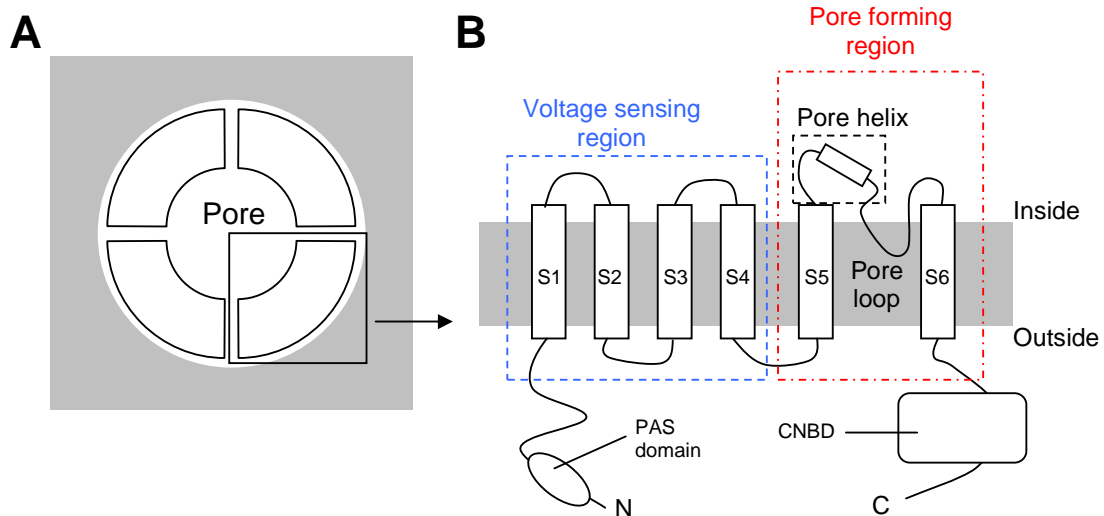 A
Pore
B
Voltage sensing
region
Pore forming
region
Pore helix
Inside
S1
S2
S3
S4
S5
Pore
loop
S6
Outside
PAS
domain
N
CNBD
C